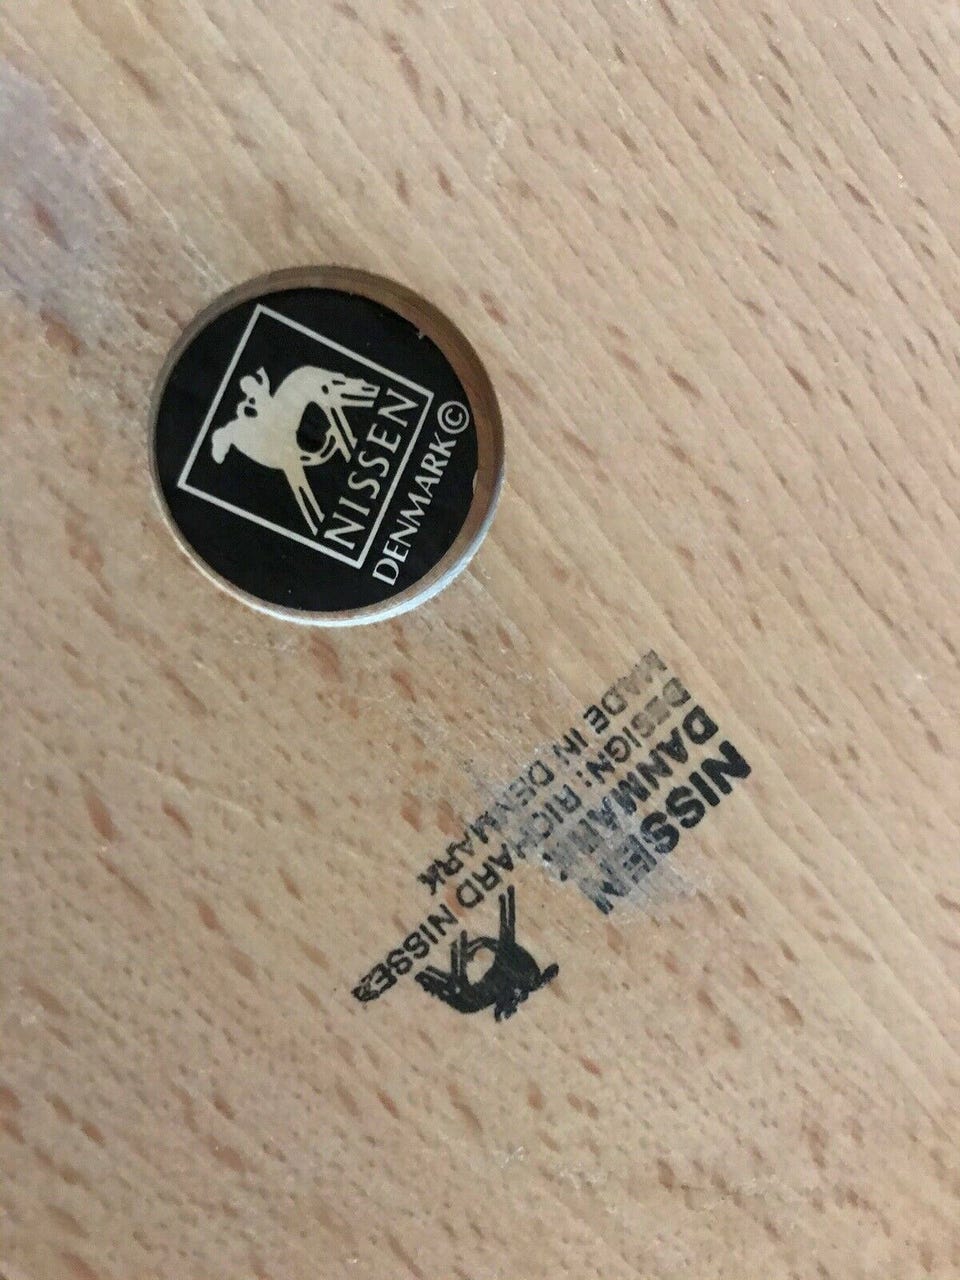 NISSEN
DENMARK ©
NISSEN
DANMARK
DESIGN: RICHARD NISSEN
MADE IN DENMARK